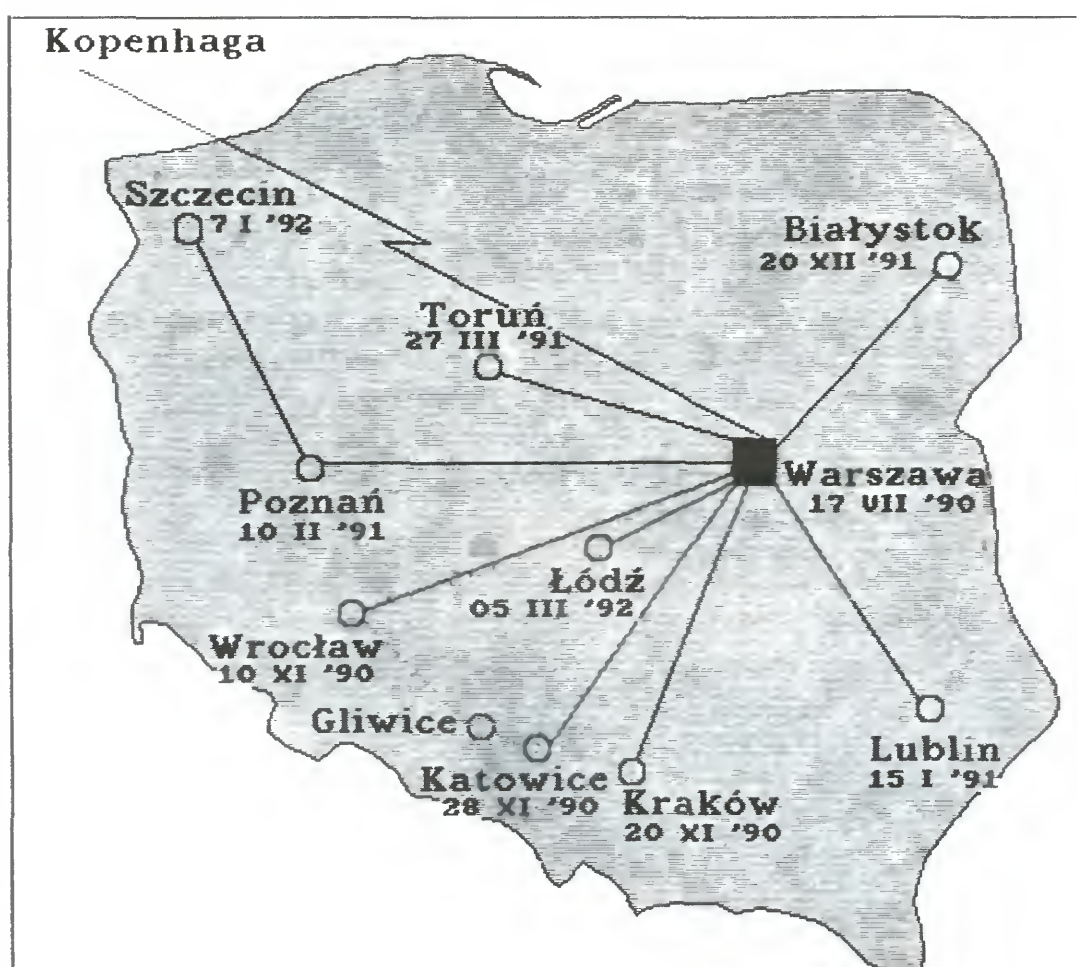 Kopenhaga
Szczecin
7 I '92
Białystok
20 XII '91
Toruń
27 III '91
Warszawa
17 VII '90
Poznań
10 II '91
Łódź
05 III '92
Wrocław
10 XI '90
Gliwice
Katowice
28 XI '90
Kraków
20 XI '90
Lublin
15 I '91